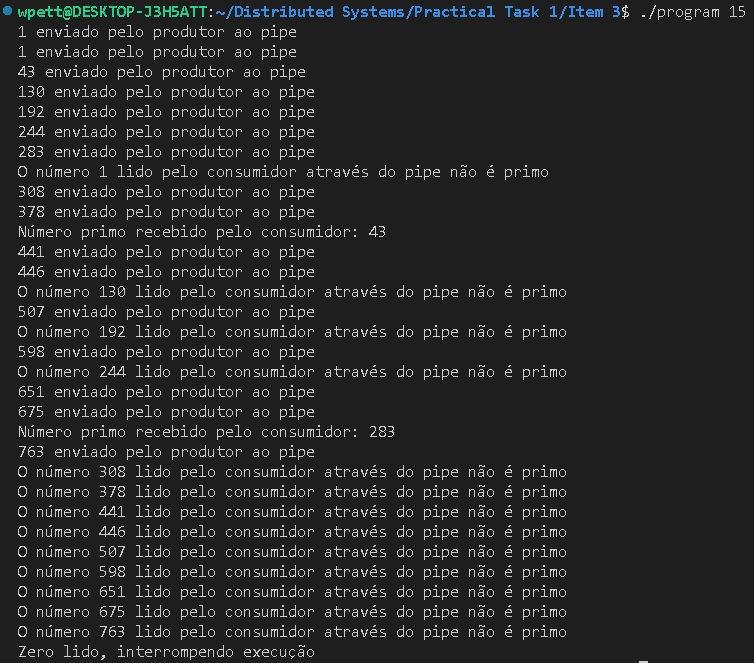 wpett@DESKTOP-J3H5ATT:~/Distributed Systems/Practical Task 1/Item 3$ ./program 15
1 enviado pelo produtor ao pipe
1 enviado pelo produtor ao pipe
43 enviado pelo produtor ao pipe
130 enviado pelo produtor ao pipe
192 enviado pelo produtor ao pipe
244 enviado pelo produtor ao pipe
283 enviado pelo produtor ao pipe
O número 1 lido pelo consumidor através do pipe não é primo
308 enviado pelo produtor ao pipe
378 enviado pelo produtor ao pipe
Número primo recebido pelo consumidor: 43
441 enviado pelo produtor ao pipe
446 enviado pelo produtor ao pipe
O número 130 lido pelo consumidor através do pipe não é primo
507 enviado pelo produtor ao pipe
O número 192 lido pelo consumidor através do pipe não é primo
598 enviado pelo produtor ao pipe
O número 244 lido pelo consumidor através do pipe não é primo
651 enviado pelo produtor ao pipe
675 enviado pelo produtor ao pipe
Número primo recebido pelo consumidor: 283
763 enviado pelo produtor ao pipe
O número 308 lido pelo consumidor através do pipe não é primo
O número 378 lido pelo consumidor através do pipe não é primo
O número 441 lido pelo consumidor através do pipe não é primo
O número 446 lido pelo consumidor através do pipe não é primo
O número 507 lido pelo consumidor através do pipe não é primo
O número 598 lido pelo consumidor através do pipe não é primo
O número 651 lido pelo consumidor através do pipe não é primo
O número 675 lido pelo consumidor através do pipe não é primo
O número 763 lido pelo consumidor através do pipe não é primo
Zero lido, interrompendo execução